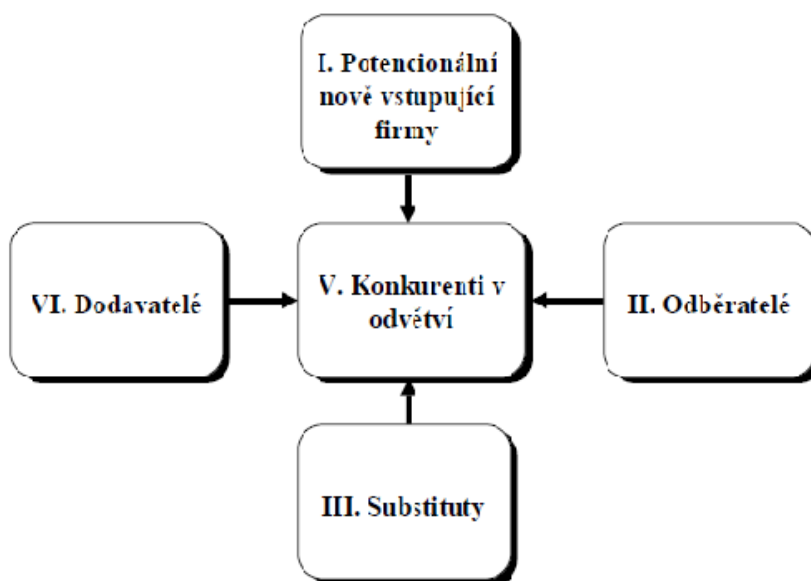 I. Potencionální
nově vstupující
firmy
VI. Dodavatelé
V. Konkurenti v
odvětví
II. Odběratelé
III. Substituty